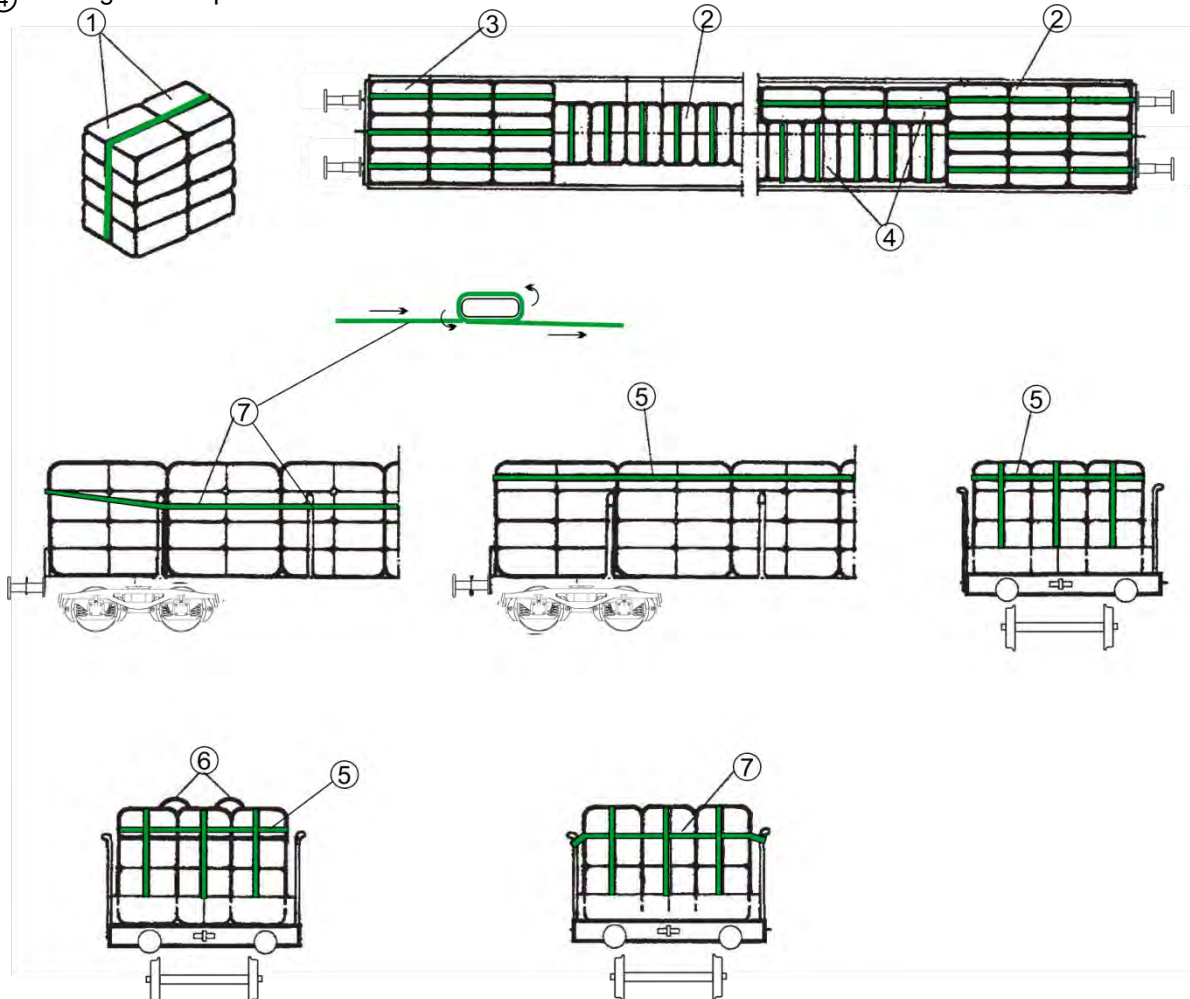 ① ③ ② ②
④
⑦ ⑤ ⑤
⑥ ⑤ ⑦